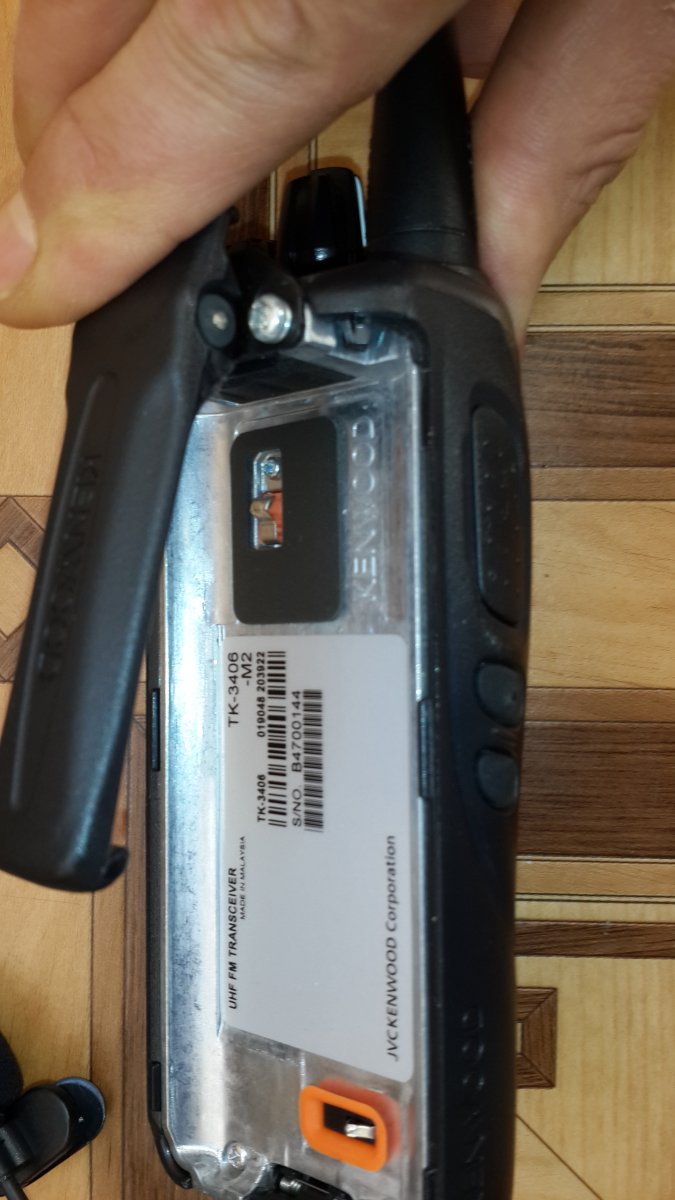 KENWOOD
KENWOOD
UHF FM TRANSCEIVER
MADE IN MALAYSIA
TK-3406
-M2
TK-3406 019048 203922
S/NO. B4700144
JVCKENWOOD Corporation
KENWOOD